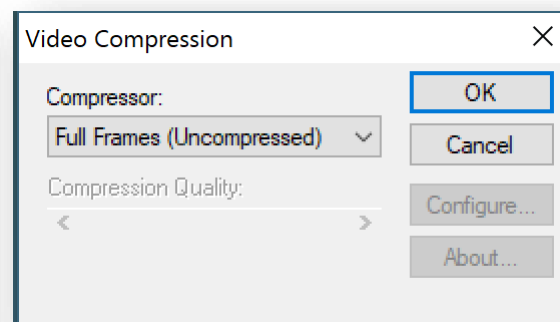 Video Compression
Compressor:
Full Frames (Uncompressed)
Compression Quality:
OK
Cancel
Configure...
About...